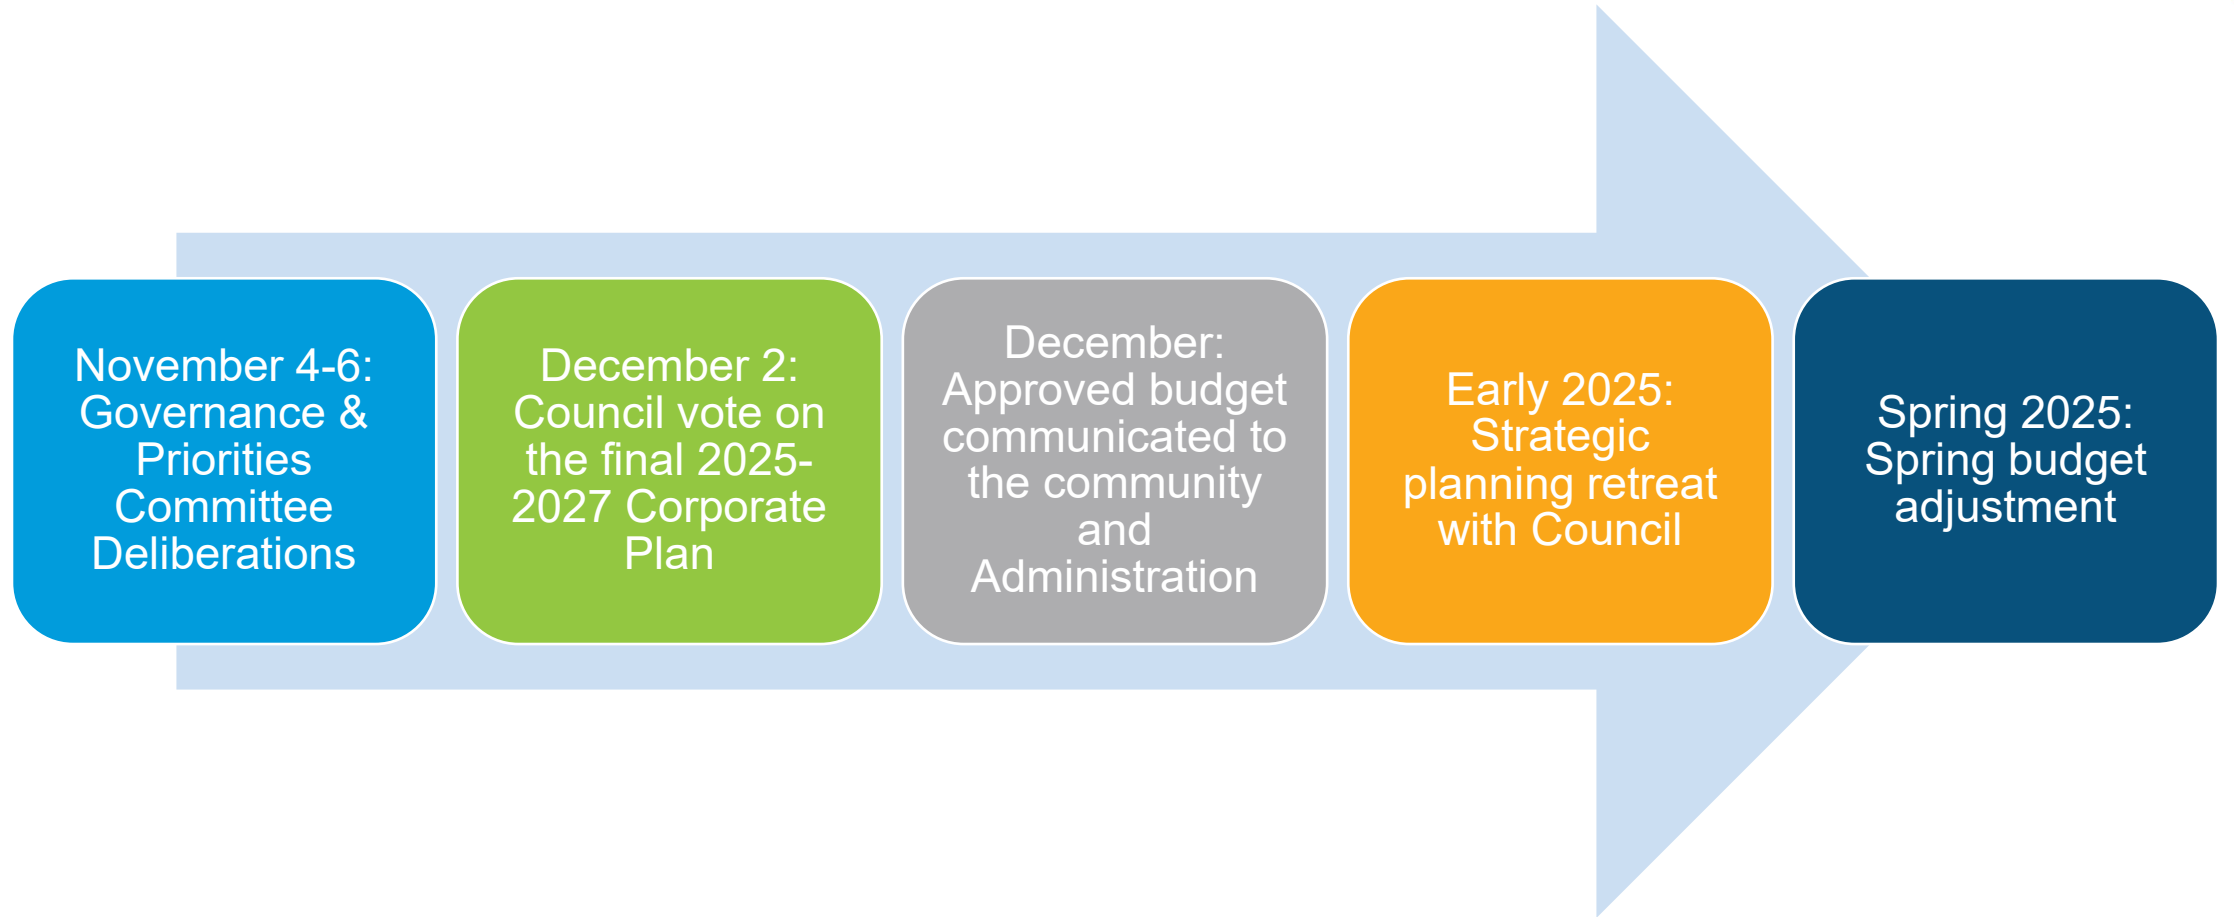 November 4-6:
Governance &
Priorities
Committee
Deliberations
December 2:
Council vote on
the final 2025-
2027 Corporate
Plan
December:
Approved budget
communicated to
the community
and
Administration
Early 2025:
Strategic
planning retreat
with Council
Spring 2025:
Spring budget
adjustment